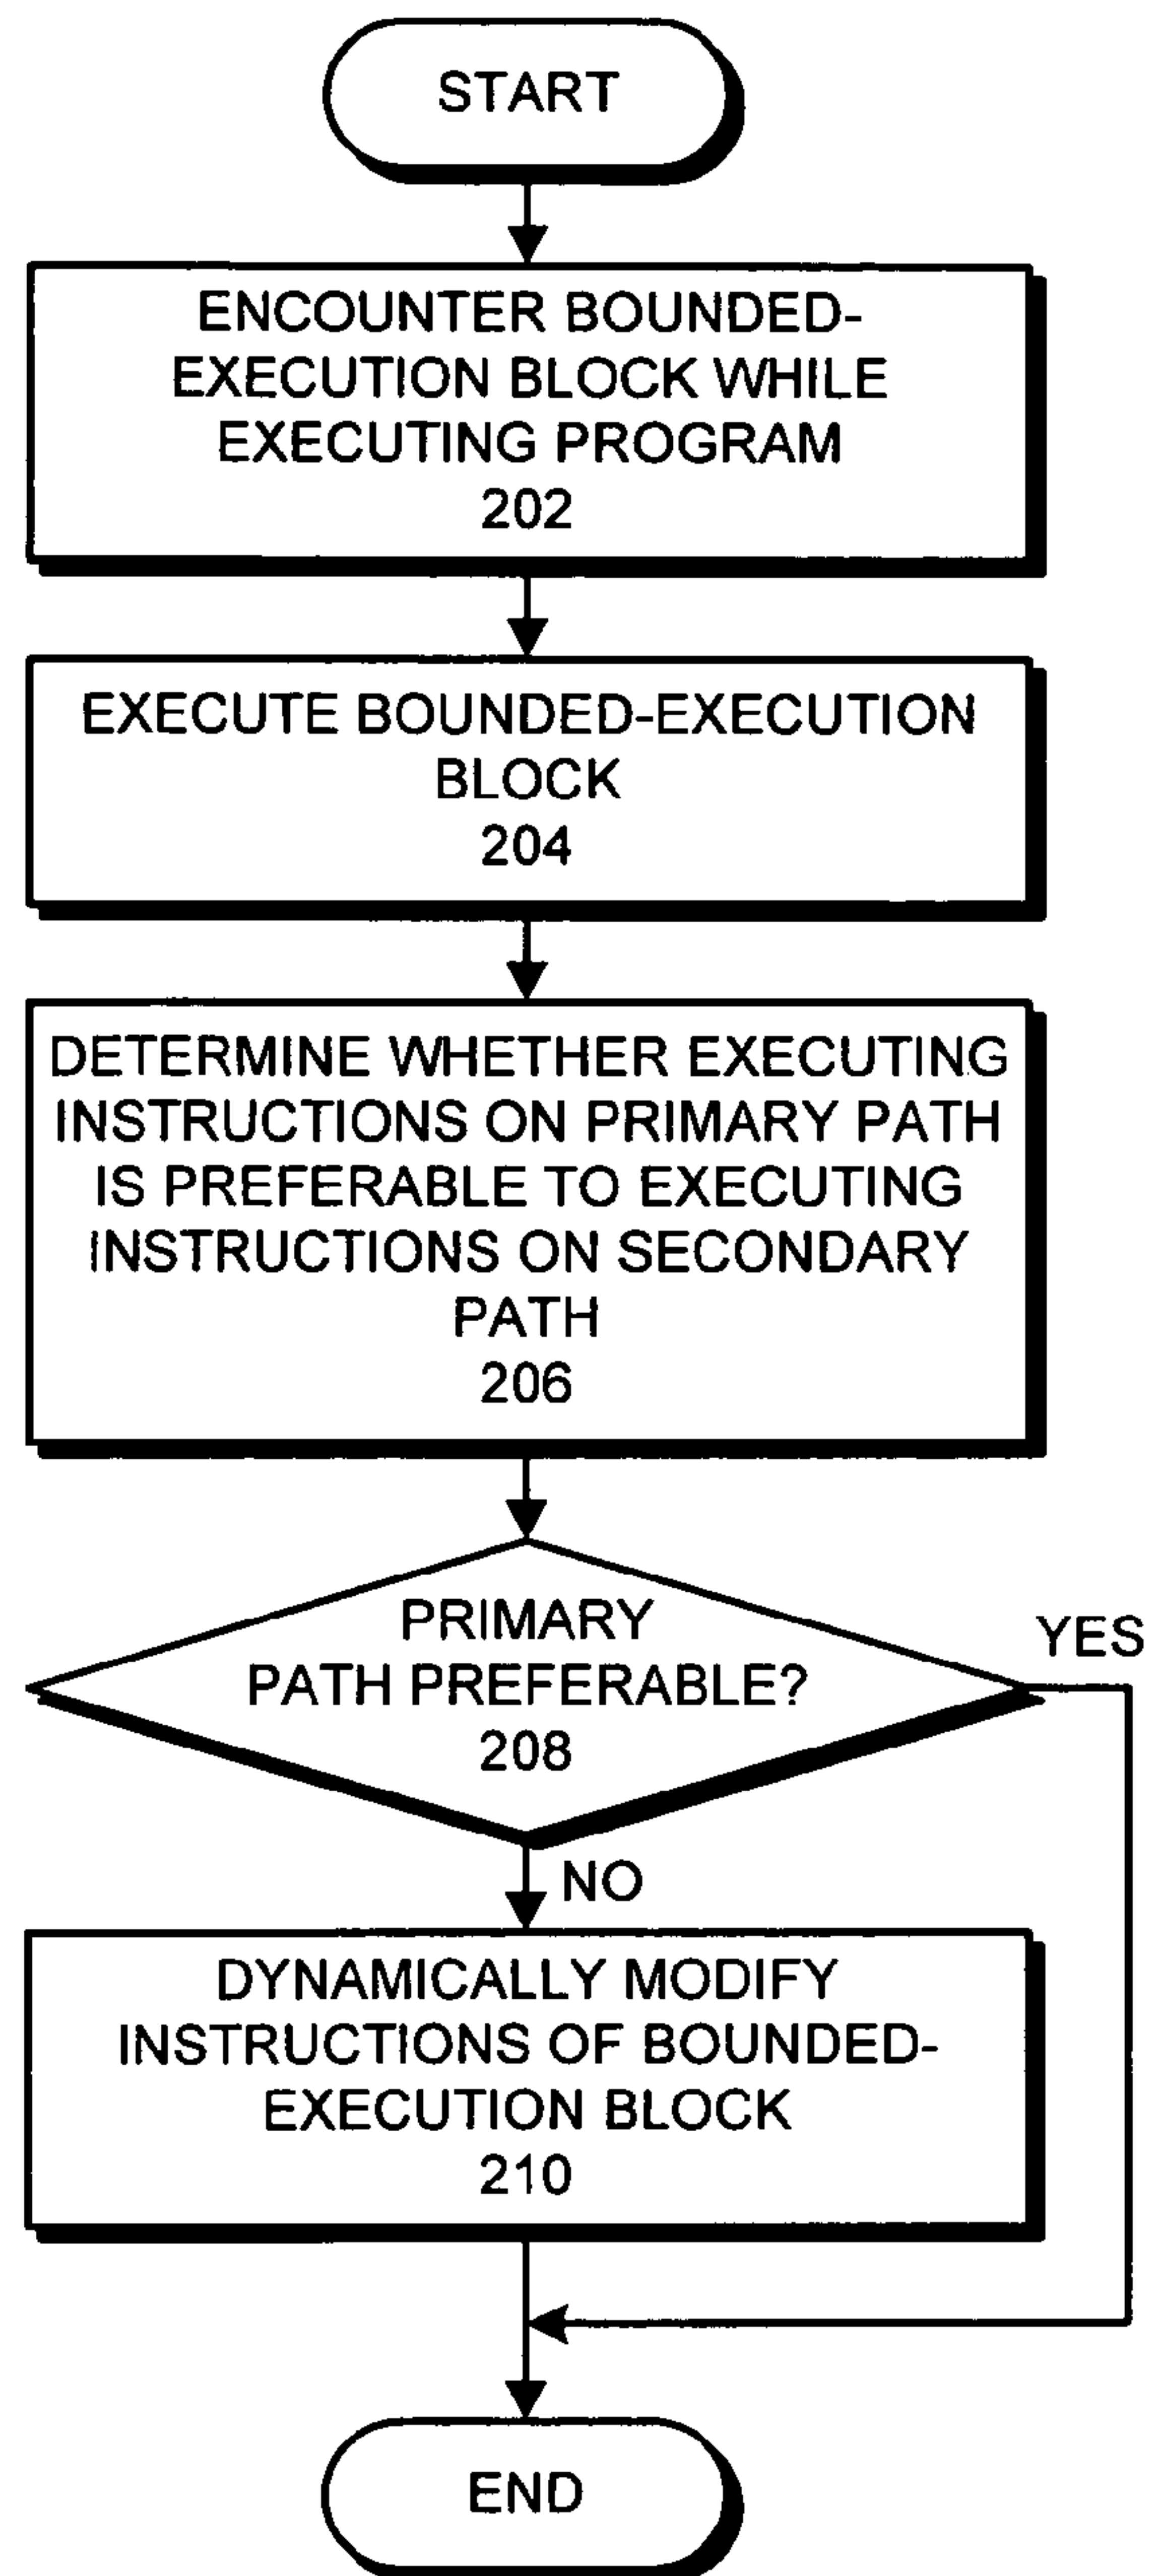 START
ENCOUNTER BOUNDED-
EXECUTION BLOCK WHILE
EXECUTING PROGRAM
202
EXECUTE BOUNDED-EXECUTION
BLOCK
204
DETERMINE WHETHER EXECUTING
INSTRUCTIONS ON PRIMARY PATH
IS PREFERABLE TO EXECUTING
INSTRUCTIONS ON SECONDARY
PATH
206
PRIMARY
PATH PREFERABLE?
208
YES
NO
DYNAMICALLY MODIFY
INSTRUCTIONS OF BOUNDED-
EXECUTION BLOCK
210
END